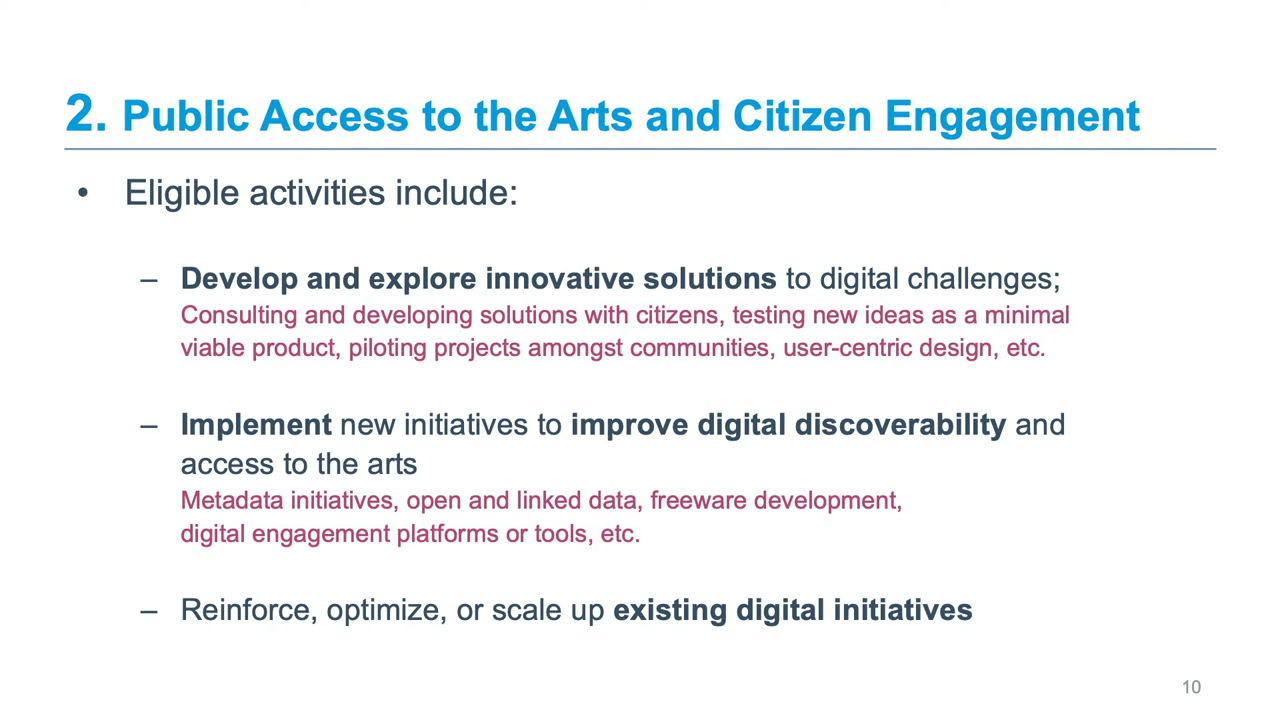 2. Public Access to the Arts and Citizen Engagement
• Eligible activities include:
– Develop and explore innovative solutions to digital challenges;
Consulting and developing solutions with citizens, testing new ideas as a minimal
viable product, piloting projects amongst communities, user-centric design, etc.
– Implement new initiatives to improve digital discoverability and
access to the arts
Metadata initiatives, open and linked data, freeware development,
digital engagement platforms or tools, etc.
– Reinforce, optimize, or scale up existing digital initiatives
10